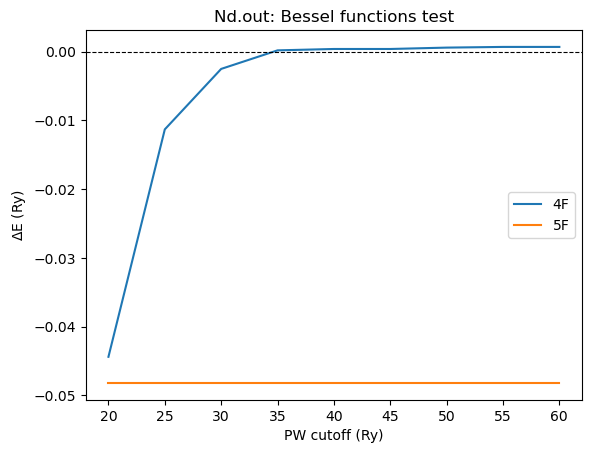 Nd.out: Bessel functions test
0.00
−0.01
−0.02
−0.03
−0.04
−0.05
ΔE (Ry)
4F
5F
20 25 30 35 40 45 50 55 60
PW cutoff (Ry)